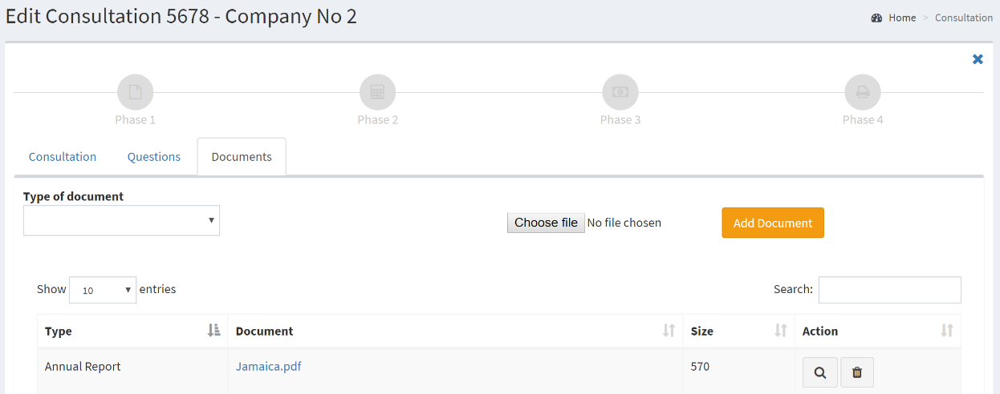 Edit Consultation 5678 - Company No 2
Home > Consultation
Phase 1 Phase 2 Phase 3 Phase 4
Consultation Questions Documents
Type of document
Choose file No file chosen Add Document
Show 10 entries Search:
Type Document Size Action
Annual Report Jamaica.pdf 570